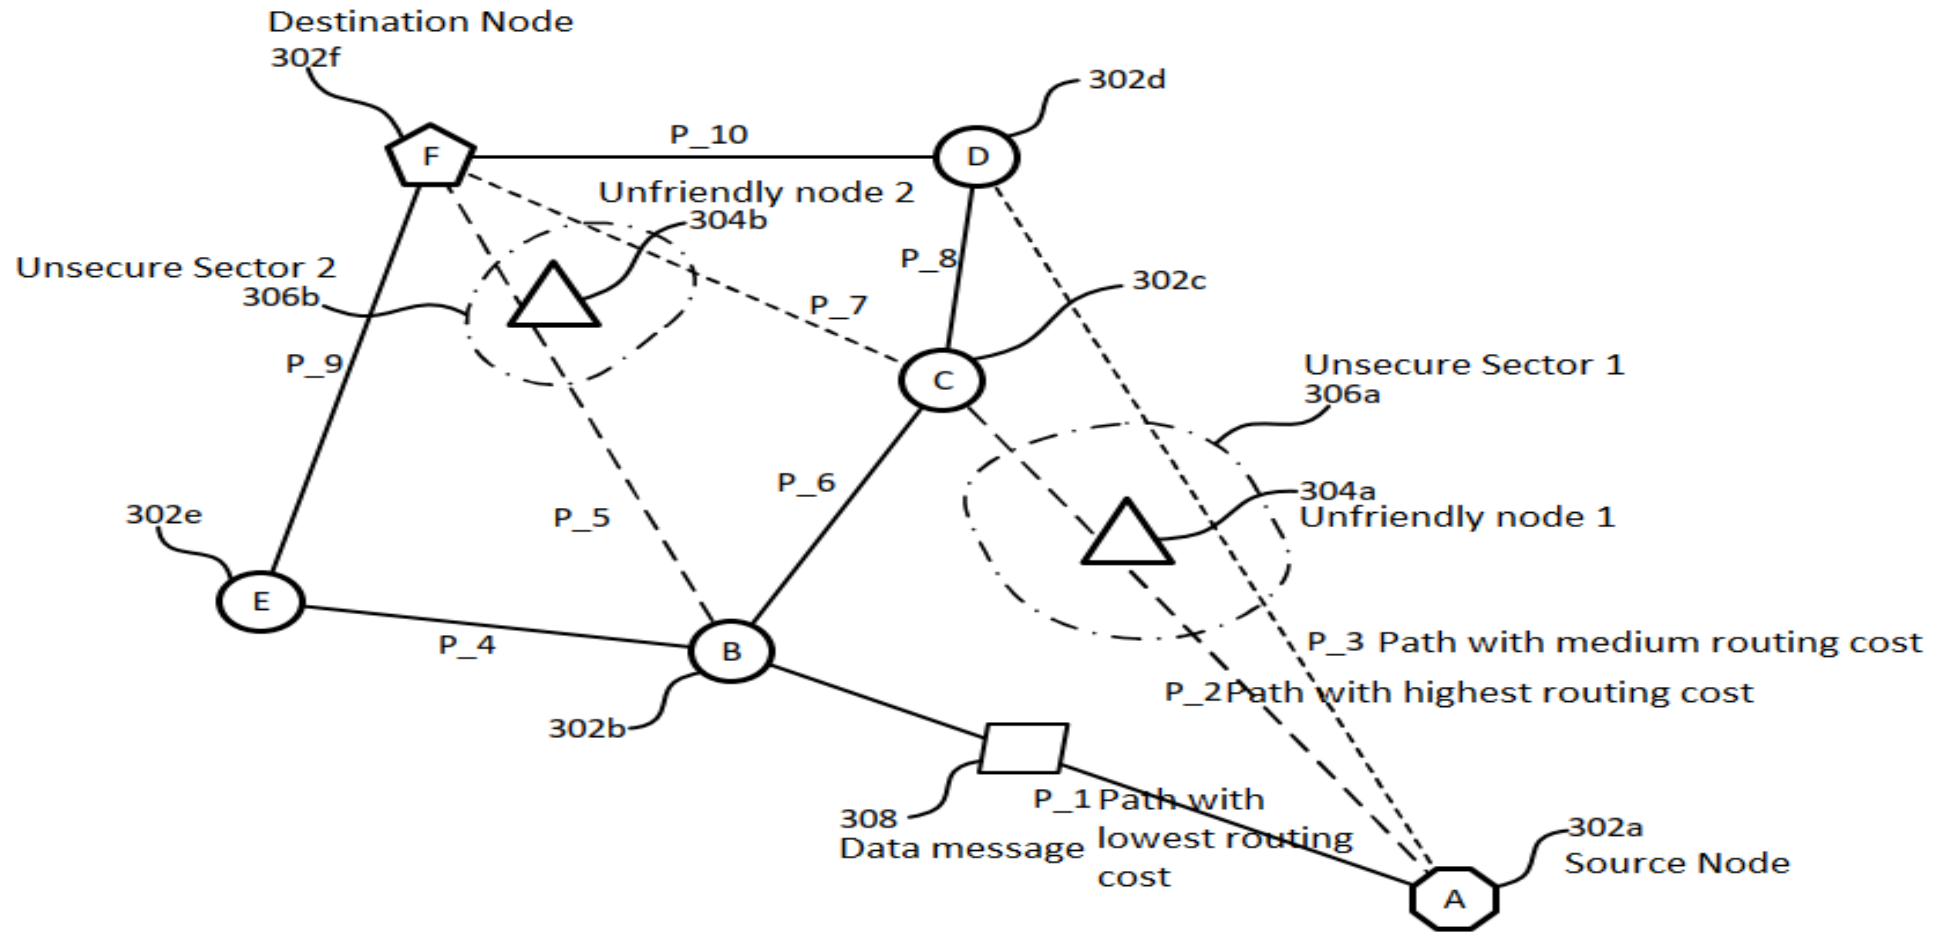 Destination Node
302f
302d
P_10
F
D
Unfriendly node 2
304b
P_8
Unsecure Sector 2
306b
302c
P_7
P_9
C
Unsecure Sector 1
306a
P_6
304a
Unfriendly node 1
302e
P_5
E
P_4
B
P_3 Path with medium routing cost
P_2 Path with highest routing cost
302b
P_1 Path with
lowest routing
cost
308
Data message
302a
Source Node
A